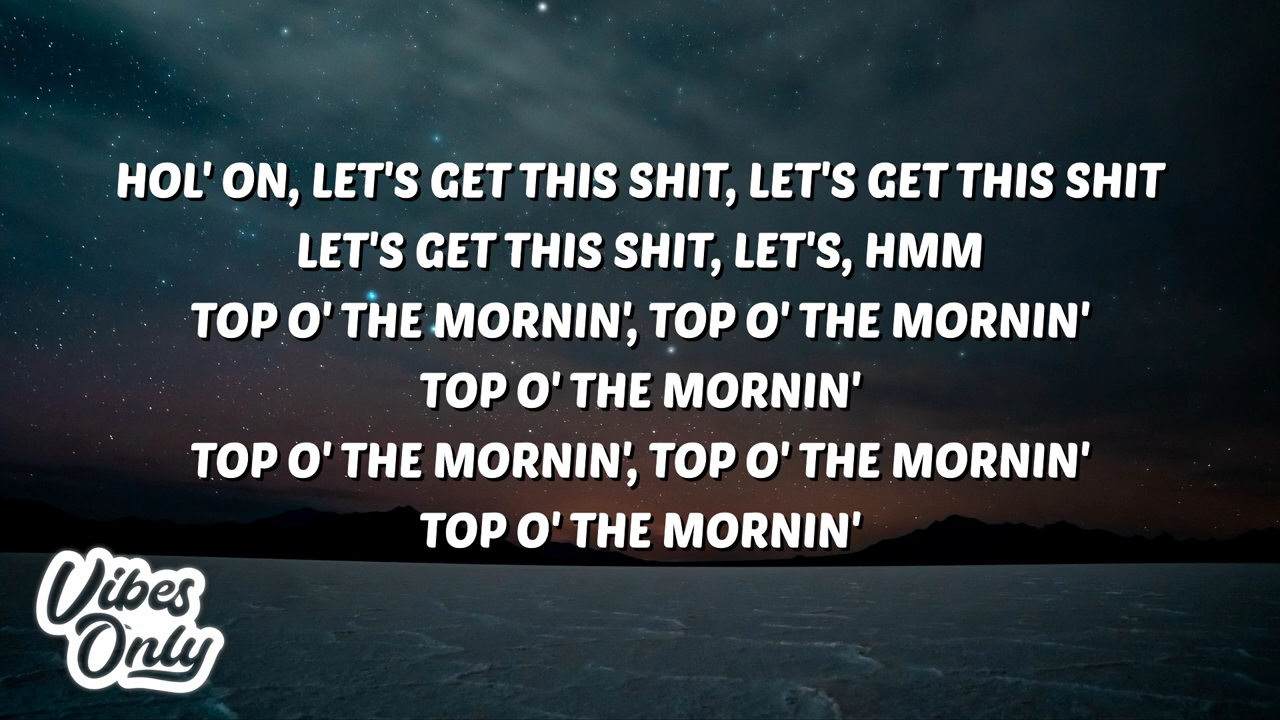 HOL' ON, LET'S GET THIS SHIT, LET'S GET THIS SHIT
LET'S GET THIS SHIT, LET'S, HMM
TOP O' THE MORNIN', TOP O' THE MORNIN'
TOP O' THE MORNIN'
TOP O' THE MORNIN', TOP O' THE MORNIN'
TOP O' THE MORNIN'
Vibes
Only